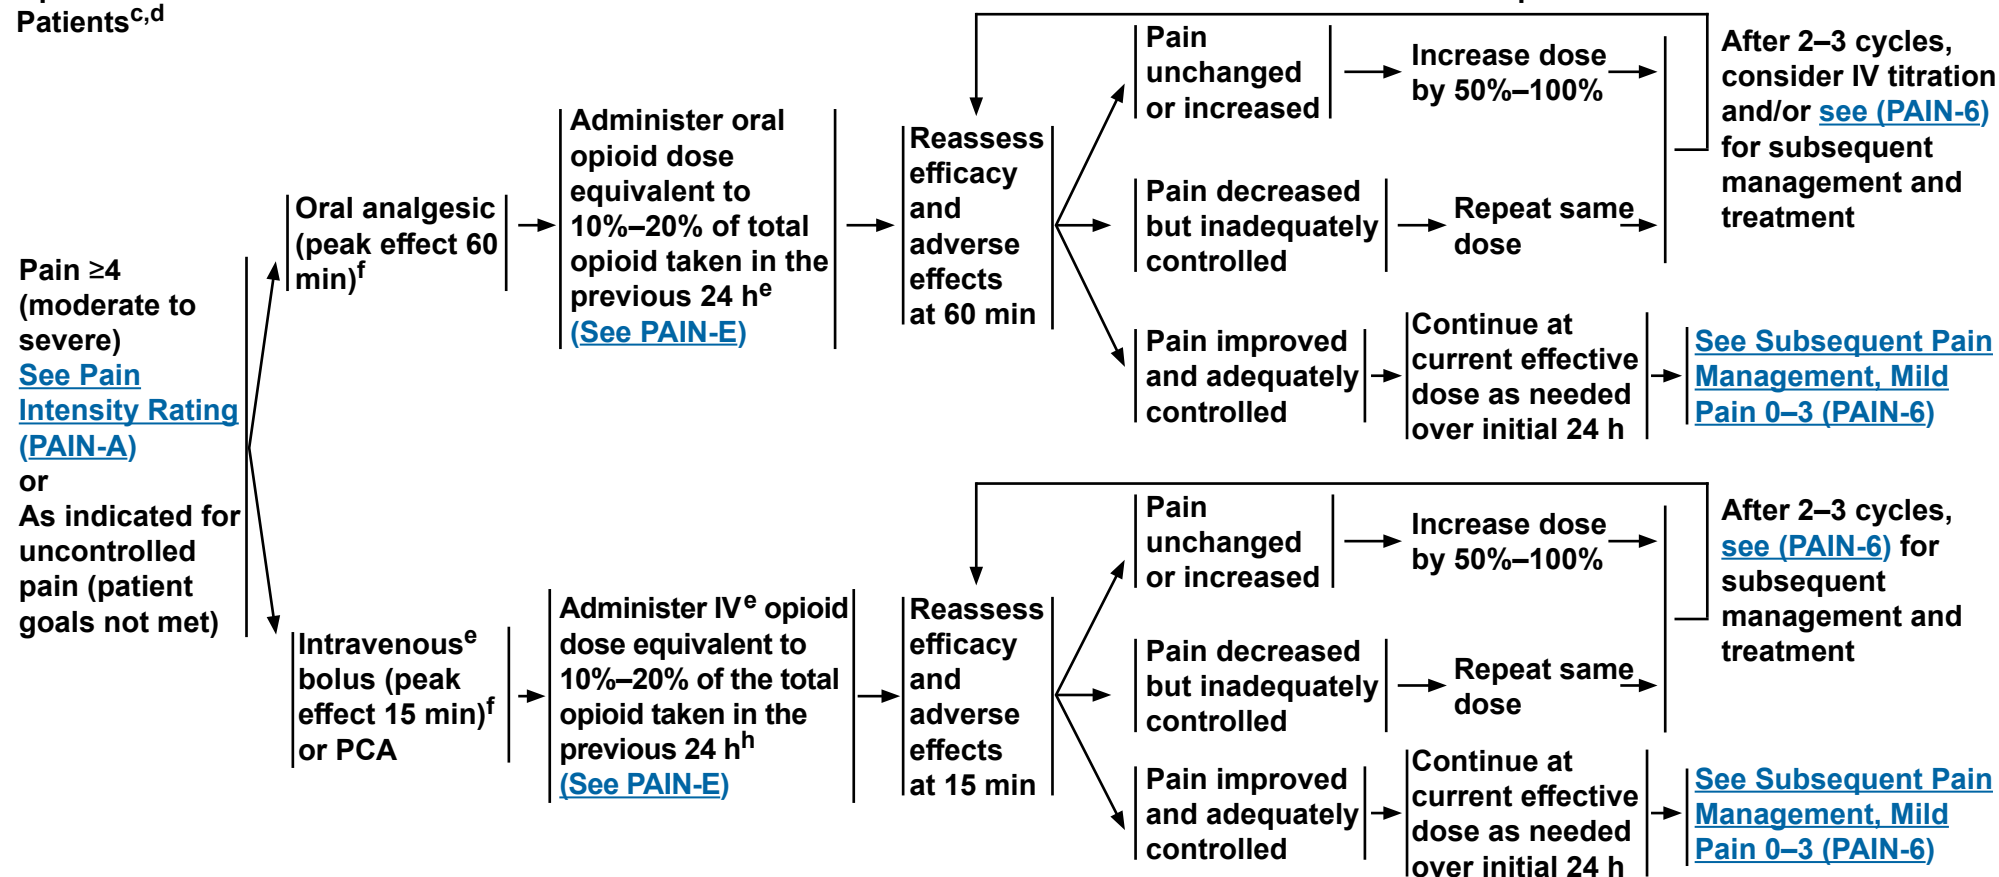 Patientsc,d
Pain ≥4
(moderate to
severe)
See Pain
Intensity Rating
(PAIN-A)
or
As indicated for
uncontrolled
pain (patient
goals not met)
Oral analgesic
(peak effect 60
min)f
Administer oral
opioid dose
equivalent to
10%–20% of total
opioid taken in the
previous 24 he
(See PAIN-E)
Reassess
efficacy
and
adverse
effects
at 60 min
Pain
unchanged
or increased
Increase dose
by 50%–100%
Pain decreased
but inadequately
controlled
Repeat same
dose
After 2–3 cycles,
consider IV titration
and/or see (PAIN-6)
for subsequent
management and
treatment
Pain improved
and adequately
controlled
Continue at
current effective
dose as needed
over initial 24 h
See Subsequent Pain
Management, Mild
Pain 0–3 (PAIN-6)
Intravenouse
bolus (peak
effect 15 min)f
or PCA
Administer IVe opioid
dose equivalent to
10%–20% of the total
opioid taken in the
previous 24 hh
(See PAIN-E)
Reassess
efficacy
and
adverse
effects
at 15 min
Pain
unchanged
or increased
Increase dose
by 50%–100%
Pain decreased
but inadequately
controlled
Repeat same
dose
After 2–3 cycles,
see (PAIN-6) for
subsequent
management and
treatment
Pain improved
and adequately
controlled
Continue at
current effective
dose as needed
over initial 24 h
See Subsequent Pain
Management, Mild
Pain 0–3 (PAIN-6)